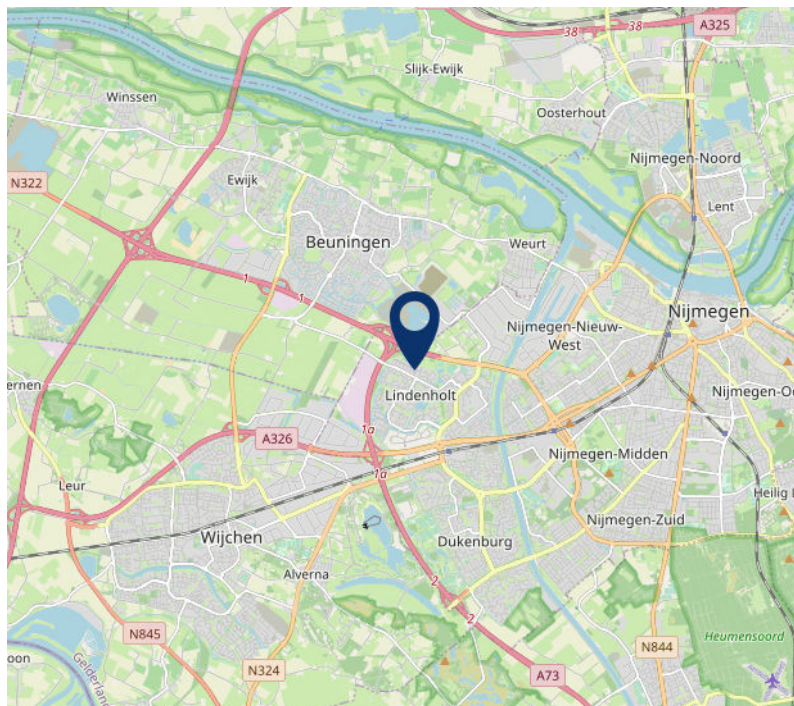 38
38
A325
Slijk-Ewijk
Winssen
Oosterhout
Nijmegen-Noord
N322
Ewijk
Lent
Beuningen
Weurt
1
1
Nijmegen
Nijmegen-Nieuw-
West
ernen
Lindenholt
Nijmegen-Oo
1a
A326
Nijmegen-Midden
1a
Leur
Heilig L
Nijmegen-Zuid
Wijchen
Dukenburg
Alverna
2
2
N845
Heumensoord
N844
oon
Gelderland
N324
A73